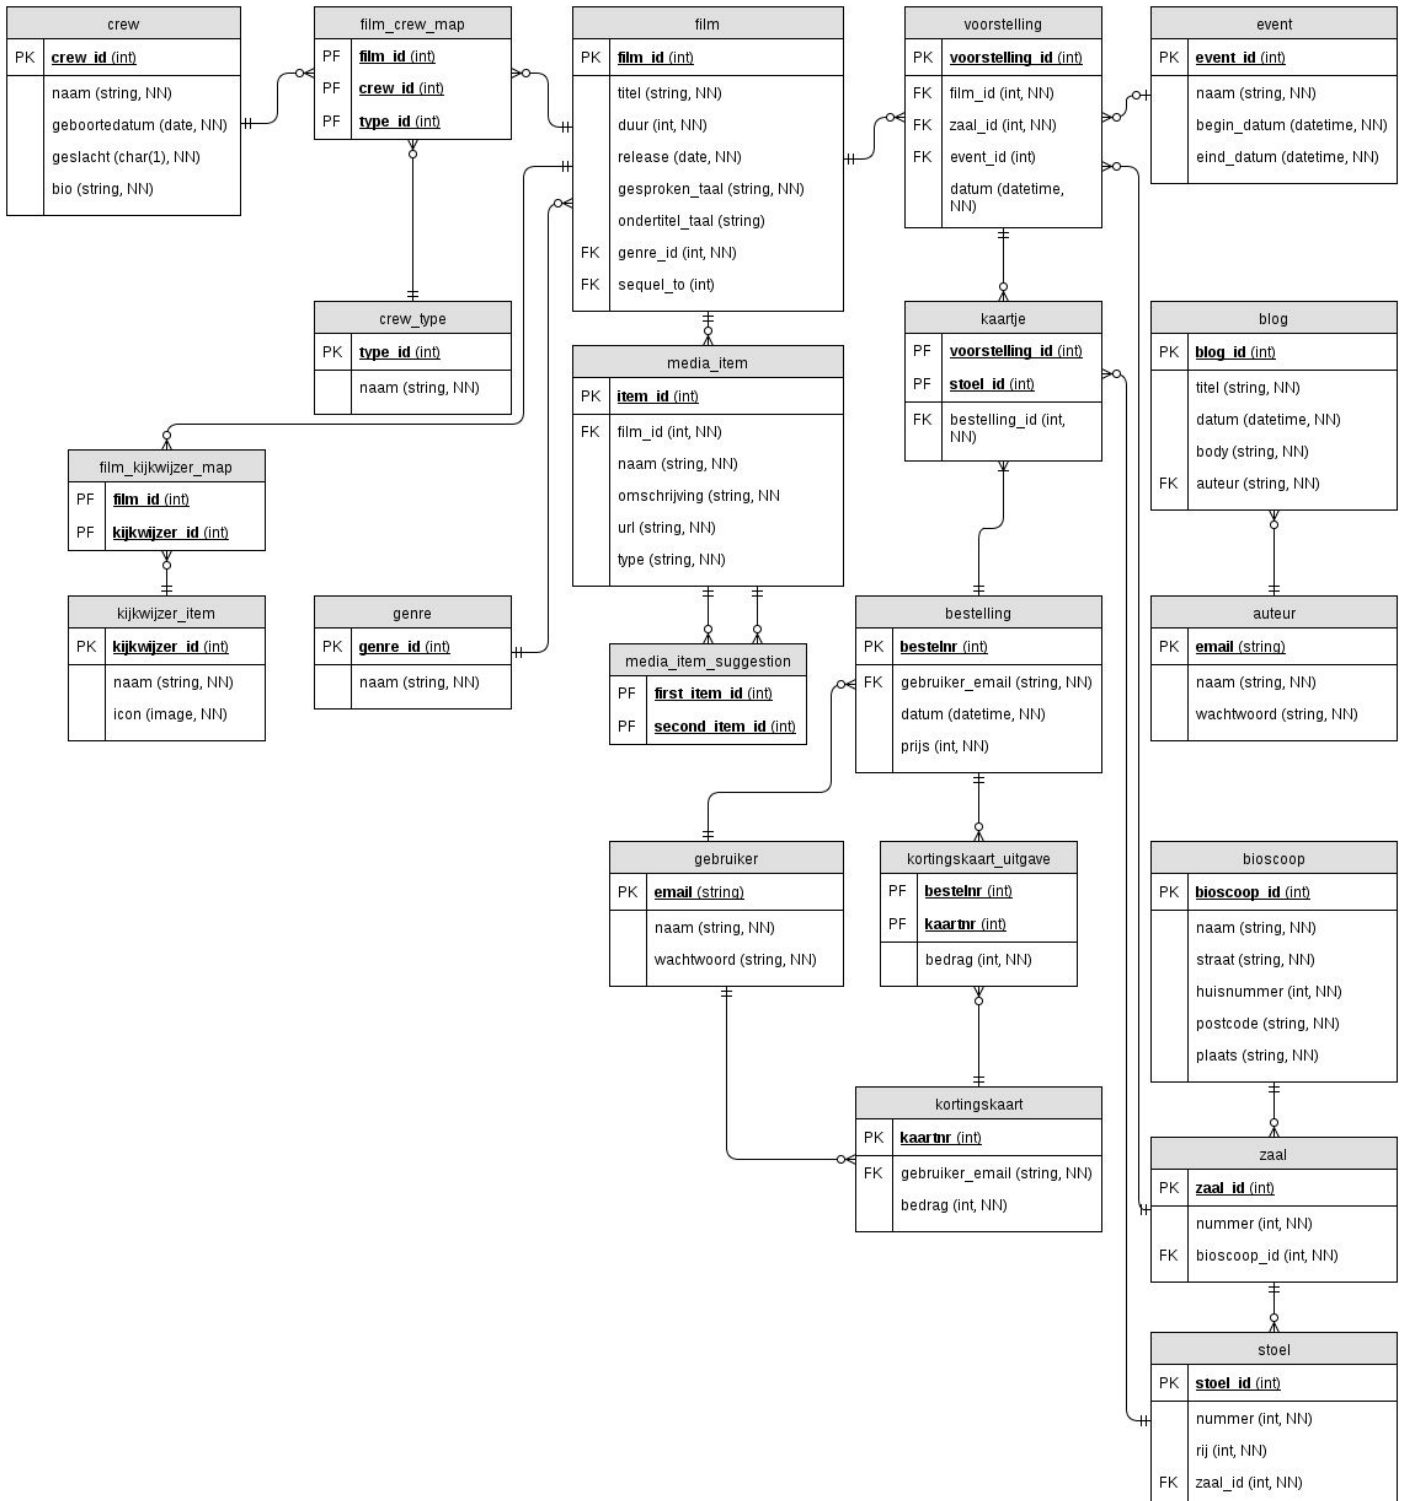 crew
PK crew_id (int)
naam (string, NN)
geboortedatum (date, NN)
geslacht (char(1), NN)
bio (string, NN)
film_crew_map
PF film_id (int)
PF crew_id (int)
PF type_id (int)
film
PK film_id (int)
titel (string, NN)
duur (int, NN)
release (date, NN)
gesproken_taal (string, NN)
ondertitel_taal (string)
FK genre_id (int, NN)
FK sequel_to (int)
voorstelling
PK voorstelling_id (int)
FK film_id (int, NN)
FK zaal_id (int, NN)
FK event_id (int)
datum (datetime,
NN)
event
PK event_id (int)
naam (string, NN)
begin_datum (datetime, NN)
eind_datum (datetime, NN)
crew_type
PK type_id (int)
naam (string, NN)
media_item
PK item_id (int)
FK film_id (int, NN)
naam (string, NN)
omschrijving (string, NN
url (string, NN)
type (string, NN)
kaartje
PF voorstelling_id (int)
PF stoel_id (int)
FK bestelling_id (int,
NN)
blog
PK blog_id (int)
titel (string, NN)
datum (datetime, NN)
body (string, NN)
FK auteur (string, NN)
film_kijkwijzer_map
PF film_id (int)
PF kijkwijzer_id (int)
kijkwijzer_item
PK kijkwijzer_id (int)
naam (string, NN)
icon (image, NN)
genre
PK genre_id (int)
naam (string, NN)
media_item_suggestion
PF first_item_id (int)
PF second_item_id (int)
bestelling
PK bestelnr (int)
FK gebruiker_email (string, NN)
datum (datetime, NN)
prijs (int, NN)
auteur
PK email (string)
naam (string, NN)
wachtwoord (string, NN)
gebruiker
PK email (string)
naam (string, NN)
wachtwoord (string, NN)
kortingskaart_uitgave
PF bestelnr (int)
PF kaartnr (int)
bedrag (int, NN)
bioscoop
PK bioscoop_id (int)
naam (string, NN)
straat (string, NN)
huisnummer (int, NN)
postcode (string, NN)
plaats (string, NN)
kortingskaart
PK kaartnr (int)
FK gebruiker_email (string, NN)
bedrag (int, NN)
zaal
PK zaal_id (int)
nummer (int, NN)
FK bioscoop_id (int, NN)
stoel
PK stoel_id (int)
nummer (int, NN)
rij (int, NN)
FK zaal_id (int, NN)